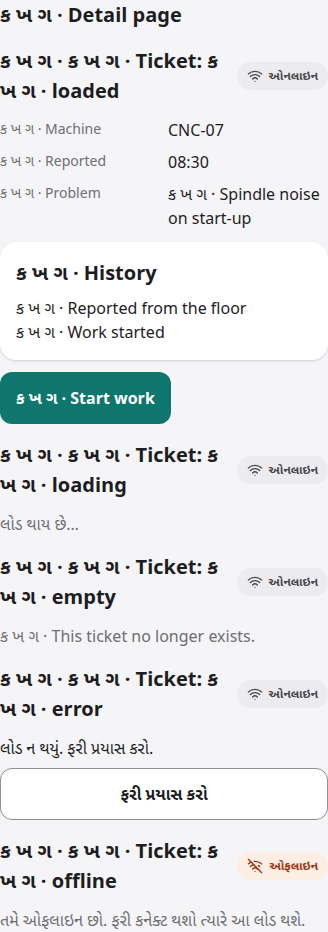 ક ખ ગ · Detail page
ક ખ ગ · ક ખ ગ · Ticket: ક
ખ ગ · loaded
ઓનલાઇન
ક ખ ગ · Machine
CNC-07
ક ખ ગ · Reported
08:30
ક ખ ગ · Problem
ક ખ ગ · Spindle noise
on start-up
ક ખ ગ · History
ક ખ ગ · Reported from the floor
ક ખ ગ · Work started
ક ખ ગ · Start work
ક ખ ગ · ક ખ ગ · Ticket: ક
ખ ગ · loading
ઓનલાઇન
લોડ થાય છે…
ક ખ ગ · ક ખ ગ · Ticket: ક
ખ ગ · empty
ઓનલાઇન
ક ખ ગ · This ticket no longer exists.
ક ખ ગ · ક ખ ગ · Ticket: ક
ખ ગ · error
ઓનલાઇન
લોડ ન થયું. ફરી પ્રયાસ કરો.
ફરી પ્રયાસ કરો
ક ખ ગ · ક ખ ગ · Ticket: ક
ખ ગ · offline
ઓફલાઇન
તમે ઓફલાઇન છો. ફરી કનેક્ટ થશો ત્યારે આ લોડ થશે.